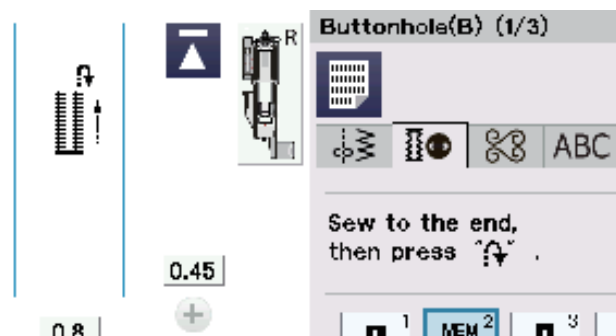 R
Buttonhole(B) (1/3)
ABC
Sew to the end,
then press " " .
0.45
0.8
1
MEM 2
3